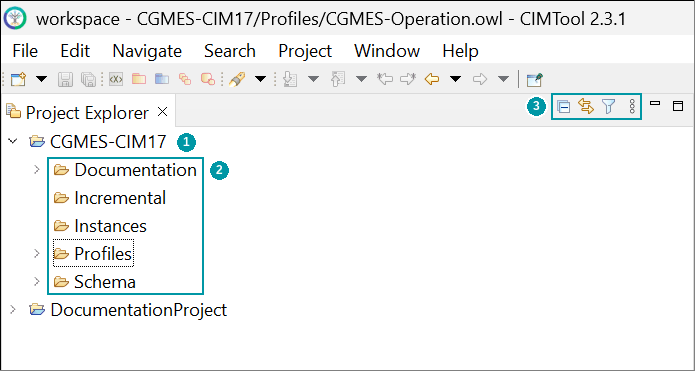 workspace - CGMES-CIM17/Profiles/CGMES-Operation.owl - CIMTool 2.3.1
File Edit Navigate Search Project Window Help
Project Explorer
3
CGMES-CIM17 1
Documentation 2
Incremental
Instances
Profiles
Schema
DocumentationProject